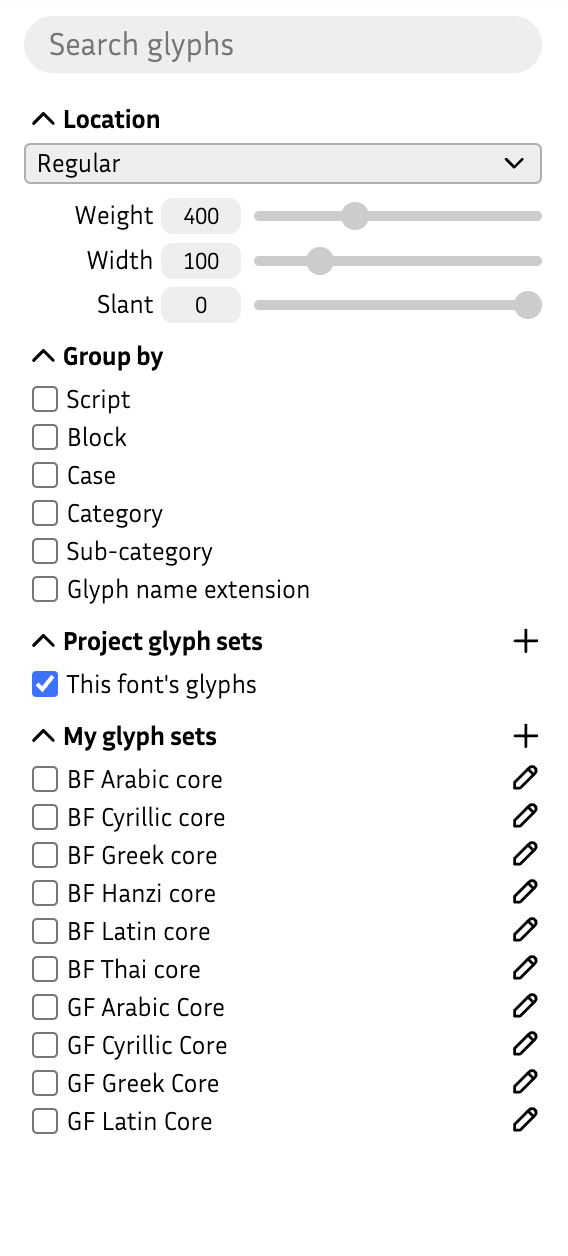 Search glyphs
Location
Regular
Weight 400
Width 100
Slant 0
Group by
Script
Block
Case
Category
Sub-category
Glyph name extension
Project glyph sets
This font's glyphs
My glyph sets
BF Arabic core
BF Cyrillic core
BF Greek core
BF Hanzi core
BF Latin core
BF Thai core
GF Arabic Core
GF Cyrillic Core
GF Greek Core
GF Latin Core